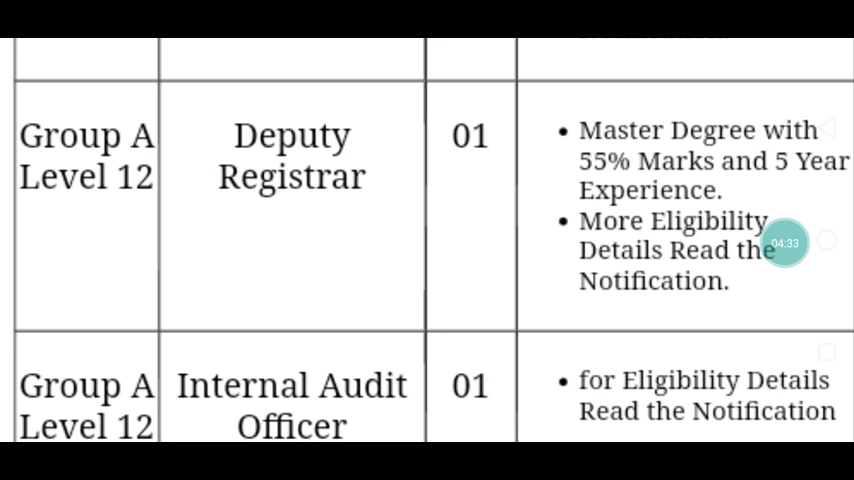 Group A
Level 12
Deputy
Registrar
01
• Master Degree with
55% Marks and 5 Year
Experience.
• More Eligibility
Details Read the
Notification.
04:33
Group A
Level 12
Internal Audit
Officer
01
• for Eligibility Details
Read the Notification